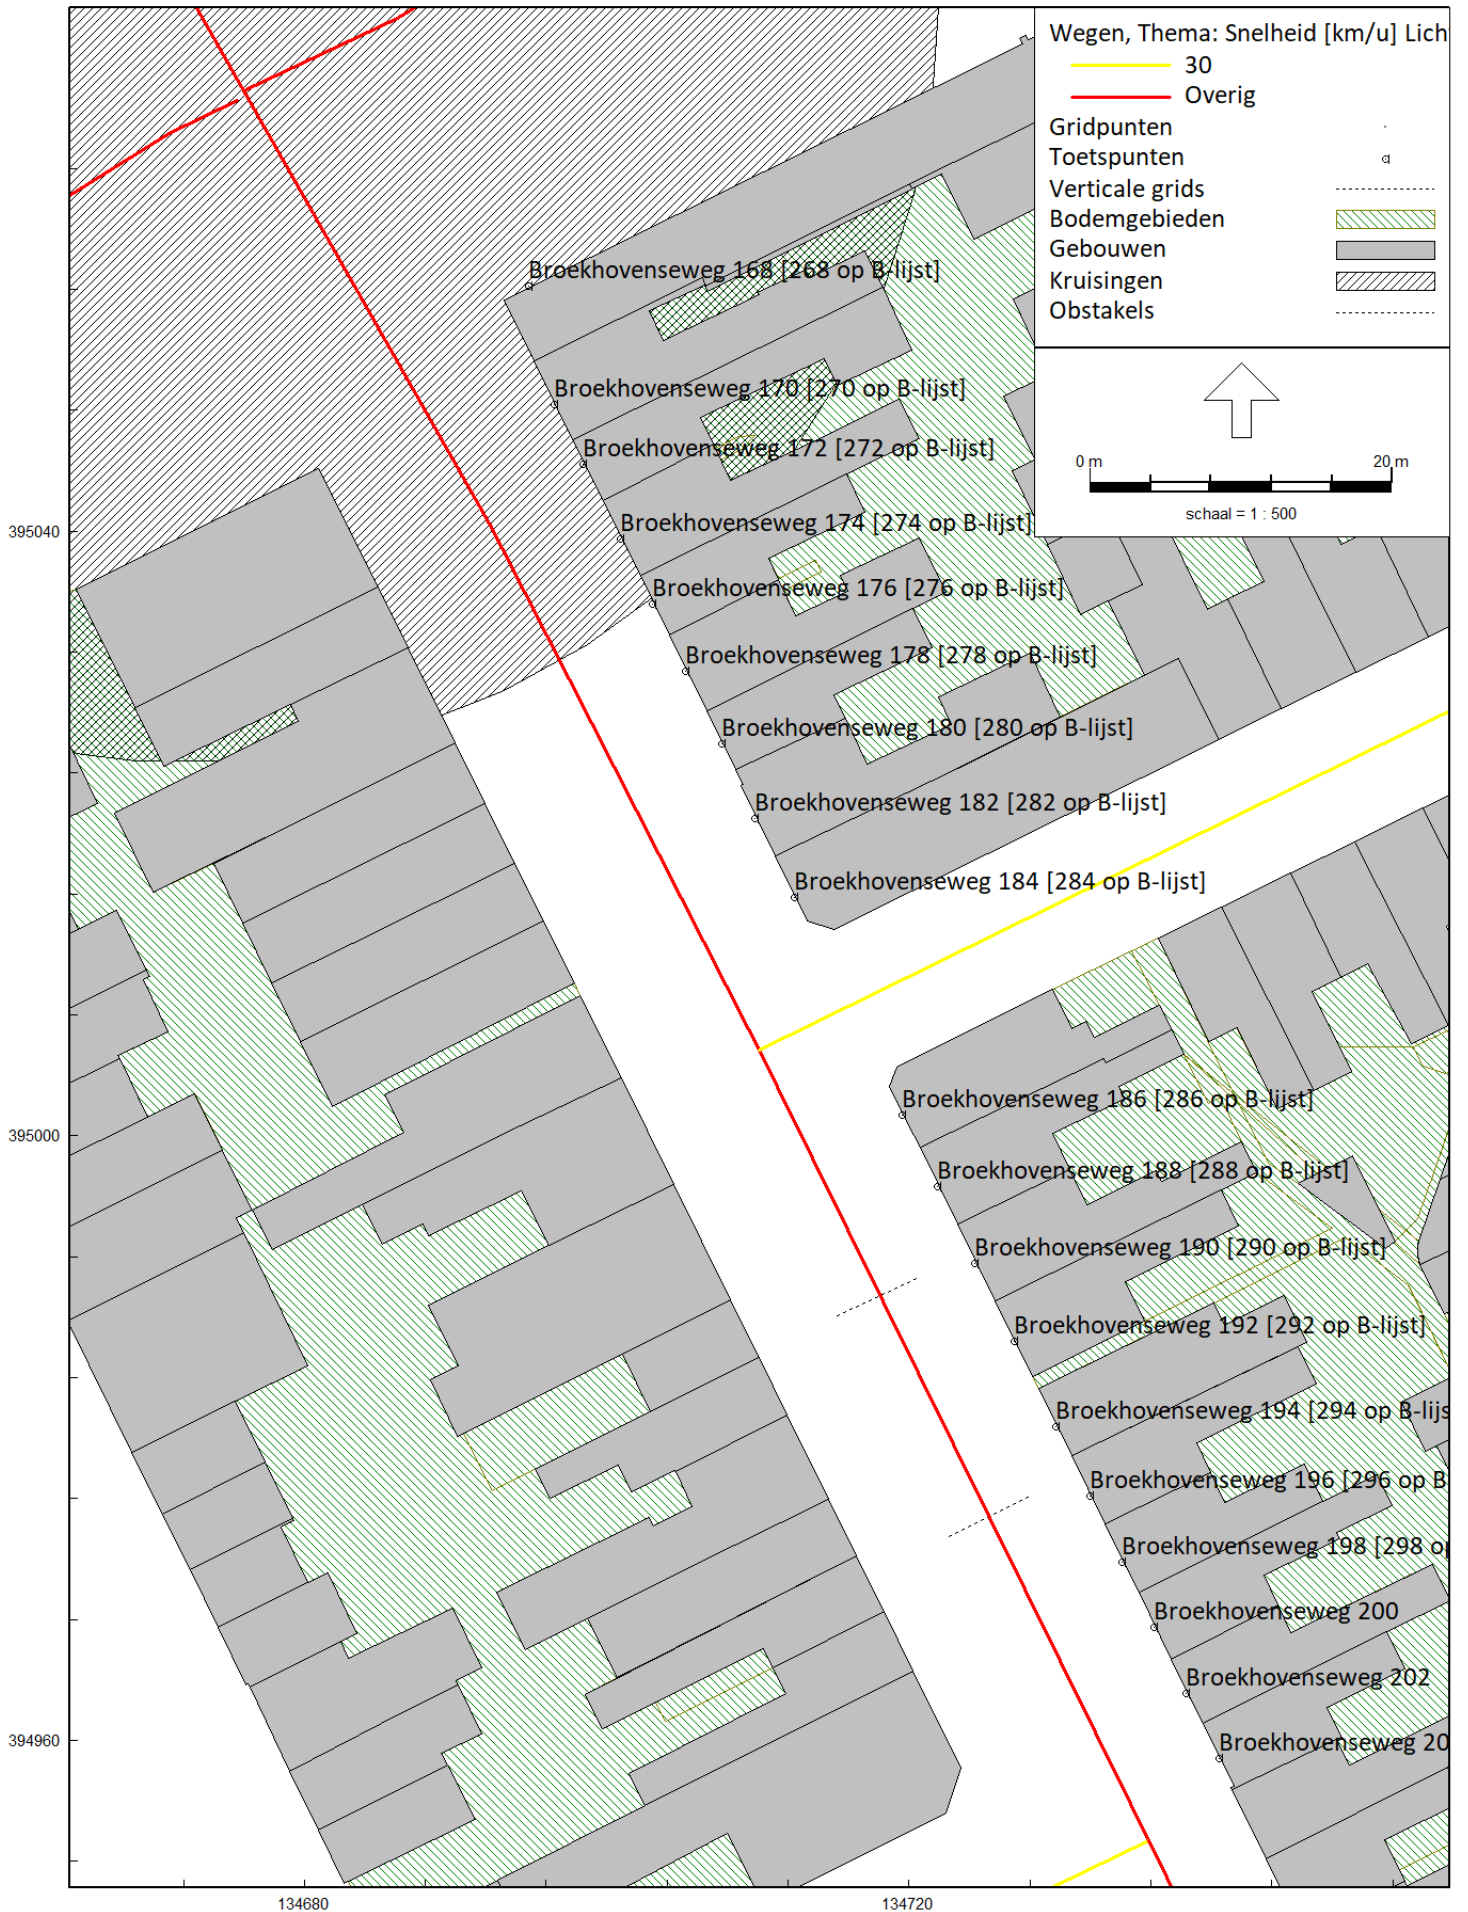 Wegen, Thema: Snelheid [km/u] Lich
30
Overig
Gridpunten
Toetspunten
Verticale grids
Bodemgebieden
Gebouwen
Kruisingen
Obstakels
0 m 20 m
schaal = 1 : 500
Broekhovenseweg 168 [268 op B-lijst]
Broekhovenseweg 170 [270 op B-lijst]
Broekhovenseweg 172 [272 op B-lijst]
Broekhovenseweg 174 [274 op B-lijst]
395040
Broekhovenseweg 176 [276 op B-lijst]
Broekhovenseweg 178 [278 op B-lijst]
Broekhovenseweg 180 [280 op B-lijst]
Broekhovenseweg 182 [282 op B-lijst]
Broekhovenseweg 184 [284 op B-lijst]
Broekhovenseweg 186 [286 op B-lijst]
395000
Broekhovenseweg 188 [288 op B-lijst]
Broekhovenseweg 190 [290 op B-lijst]
Broekhovenseweg 192 [292 op B-lijst]
Broekhovenseweg 194 [294 op B-lijs
Broekhovenseweg 196 [296 op B
Broekhovenseweg 198 [298 op
Broekhovenseweg 200
Broekhovenseweg 202
394960
Broekhovenseweg 20
134680 134720